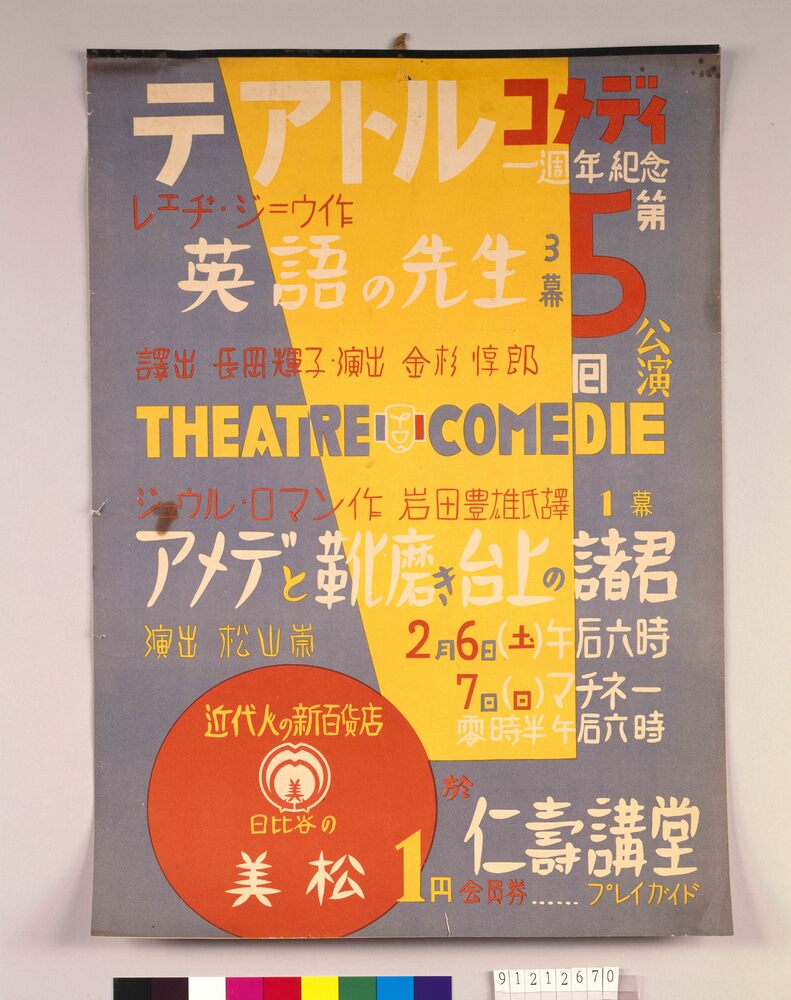 テアトル コメディ
一週年紀念
第5回公演
レエヂ・ジニウ作
英語の先生 3幕
譯出 長岡輝子・演出 金杉惇郎
THEATRE COMEDIE
ジュウル・ロマン作 岩田豊雄氏譯 1幕
アメデと靴磨き台上の諸君
演出 松山崇
2月6日(土)午后六時
7日(日)マチネー
零時半午后六時
近代人の新百貨店
美
日比谷の
美松
於 仁壽講堂
1円 会員券……プレイガイド
91212670